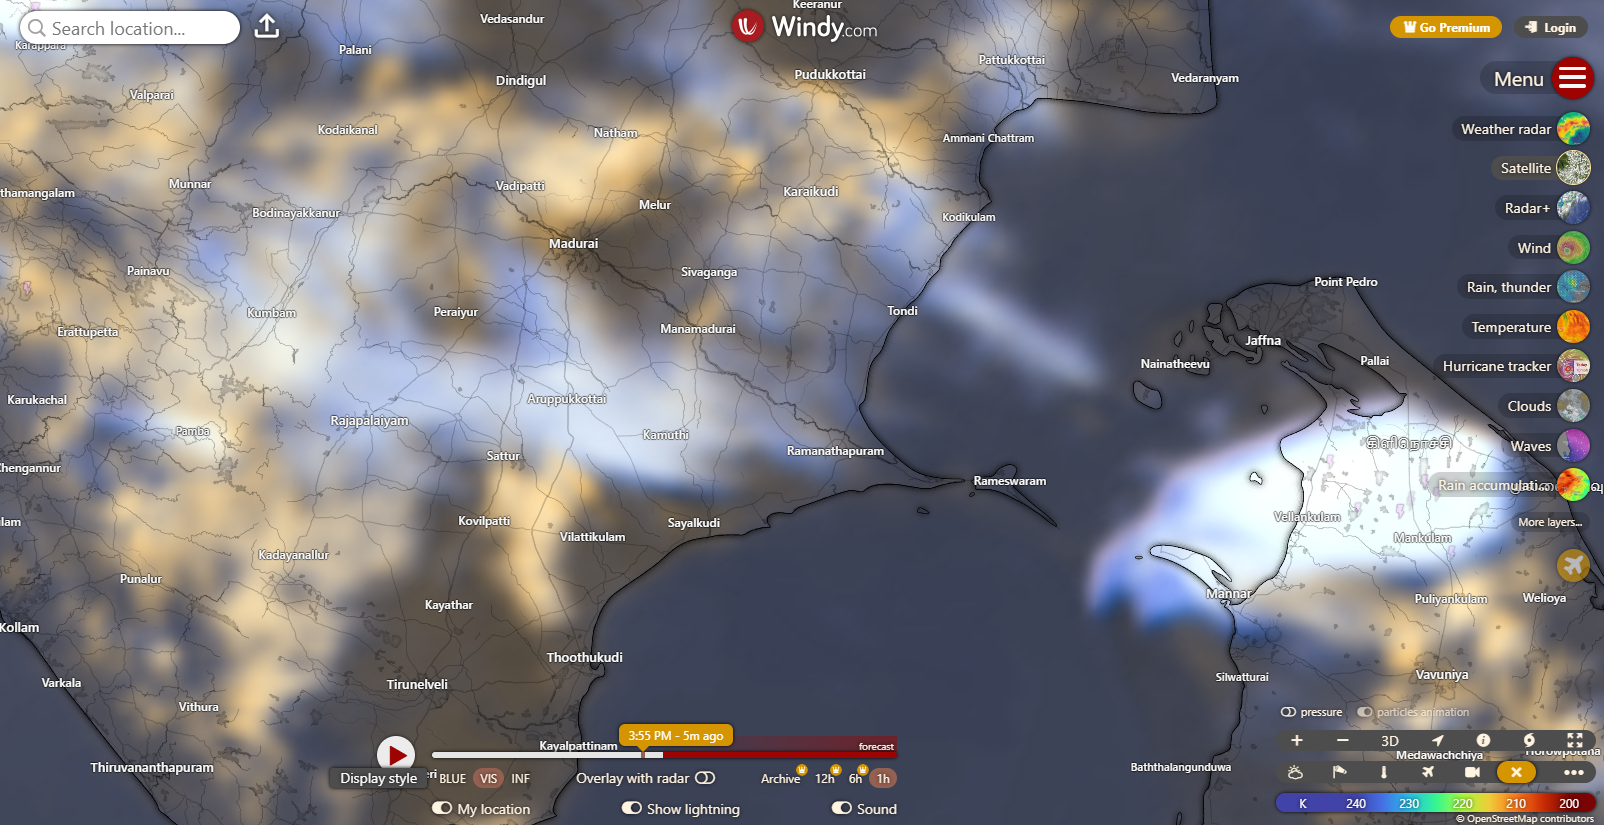 Search location...
Windy.com
Go Premium
Login
Menu
Weather radar
Satellite
Radar+
Wind
Rain, thunder
Temperature
Hurricane tracker
Clouds
Waves
Rain accumulati...
More layers...
Keeranur
Vedasandur
Karappara
Palani
Pattukkottai
Pudukkottai
Vedaranyam
Dindigul
Valparai
Kodaikanal
Natham
Ammani Chattram
Munnar
Vadipatti
Karaikudi
thamangalam
Melur
Bodinayakkanur
Kodikulam
Madurai
Painavu
Sivaganga
Point Pedro
Kumbam
Peraiyur
Tondi
Erattupetta
Manamadurai
Jaffna
Nainatheevu
Pallai
Karukachal
Aruppukkottai
Rajapalaiyam
Pamba
Kamuthi
கிளிநொச்சி
Sattur
Ramanathapuram
Chengannur
Rameswaram
lam
Kovilpatti
Sayalkudi
Vellankulam
Vilattikulam
Mankulam
Kadayanallur
Punalur
Mannar
Puliyankulam
Welioya
Kayathar
Kollam
Thoothukudi
Vavuniya
Silwatturai
Varkala
Tirunelveli
Vithura
pressure
particles animation
3:55 PM - 5m ago
Kayalpattinam
forecast
3D
Medawachchiya
Horowpotana
Thiruvananthapuram
Baththalangunduwa
Display style
eri
BLUE
VIS
INF
Overlay with radar
Archive
12h
6h
1h
My location
Show lightning
Sound
K 240 230 220 210 200
© OpenStreetMap contributors